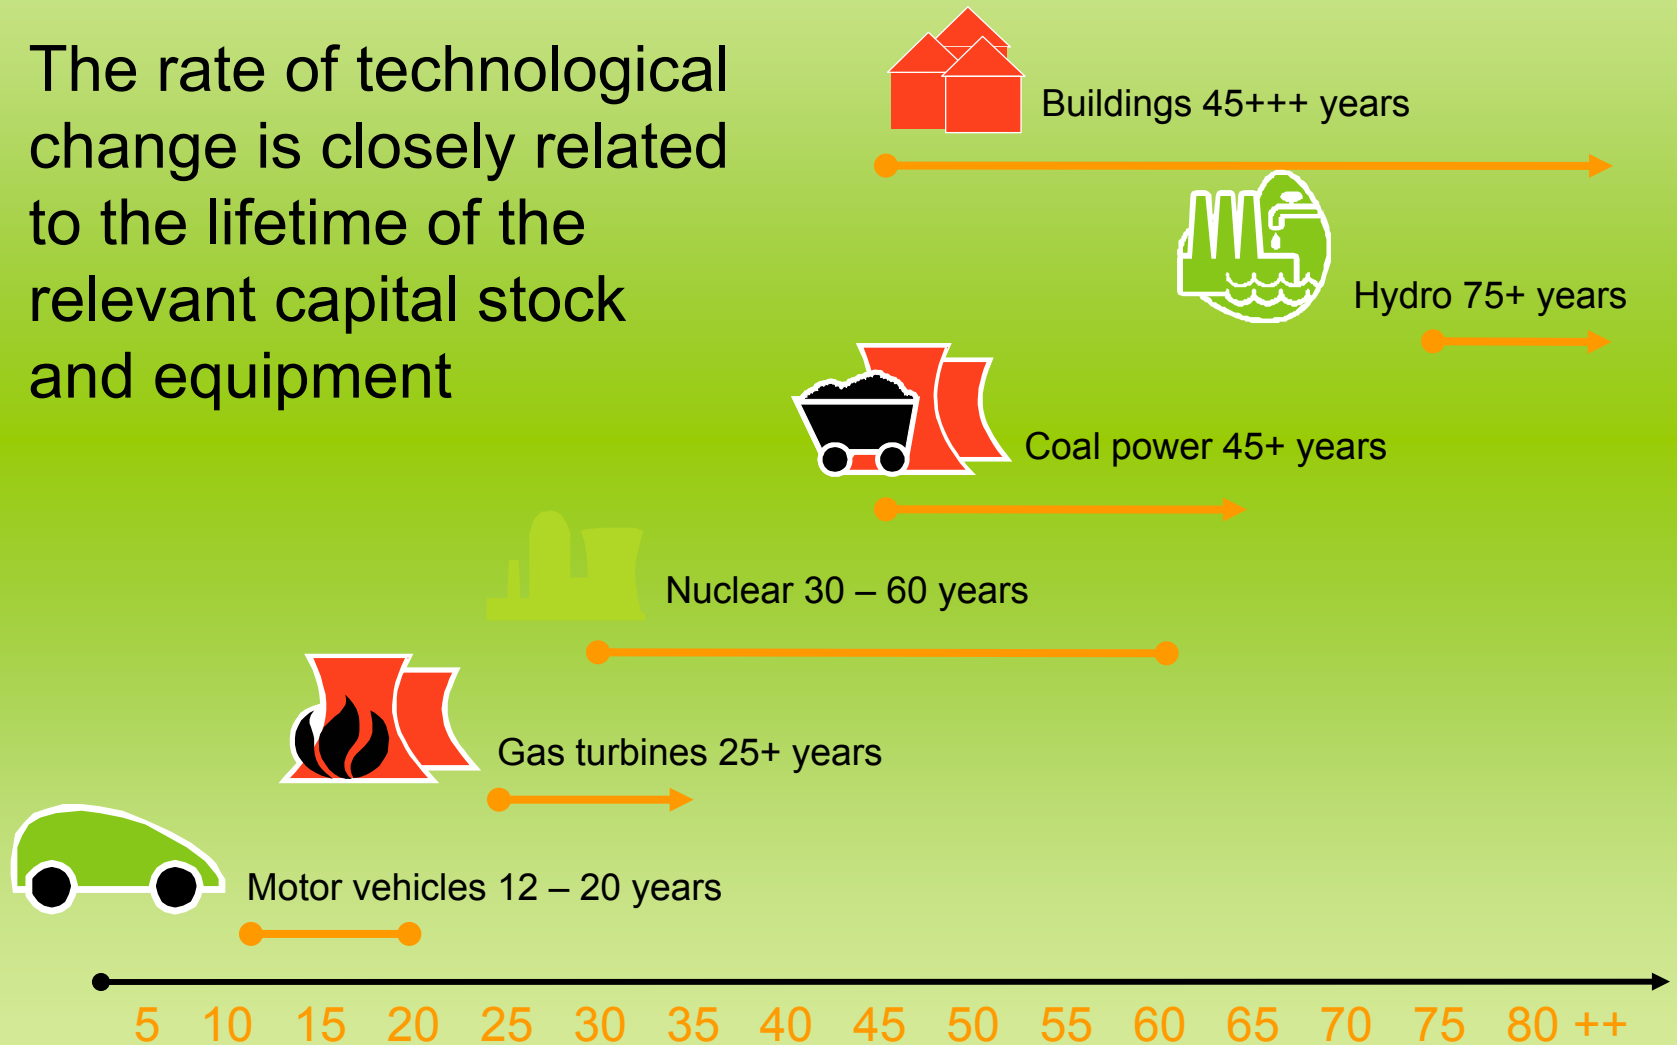 The rate of technological
change is closely related
to the lifetime of the
relevant capital stock
and equipment
Buildings 45+++ years
Hydro 75+ years
Coal power 45+ years
Nuclear 30 – 60 years
Gas turbines 25+ years
Motor vehicles 12 – 20 years
5 10 15 20 25 30 35 40 45 50 55 60 65 70 75 80 ++